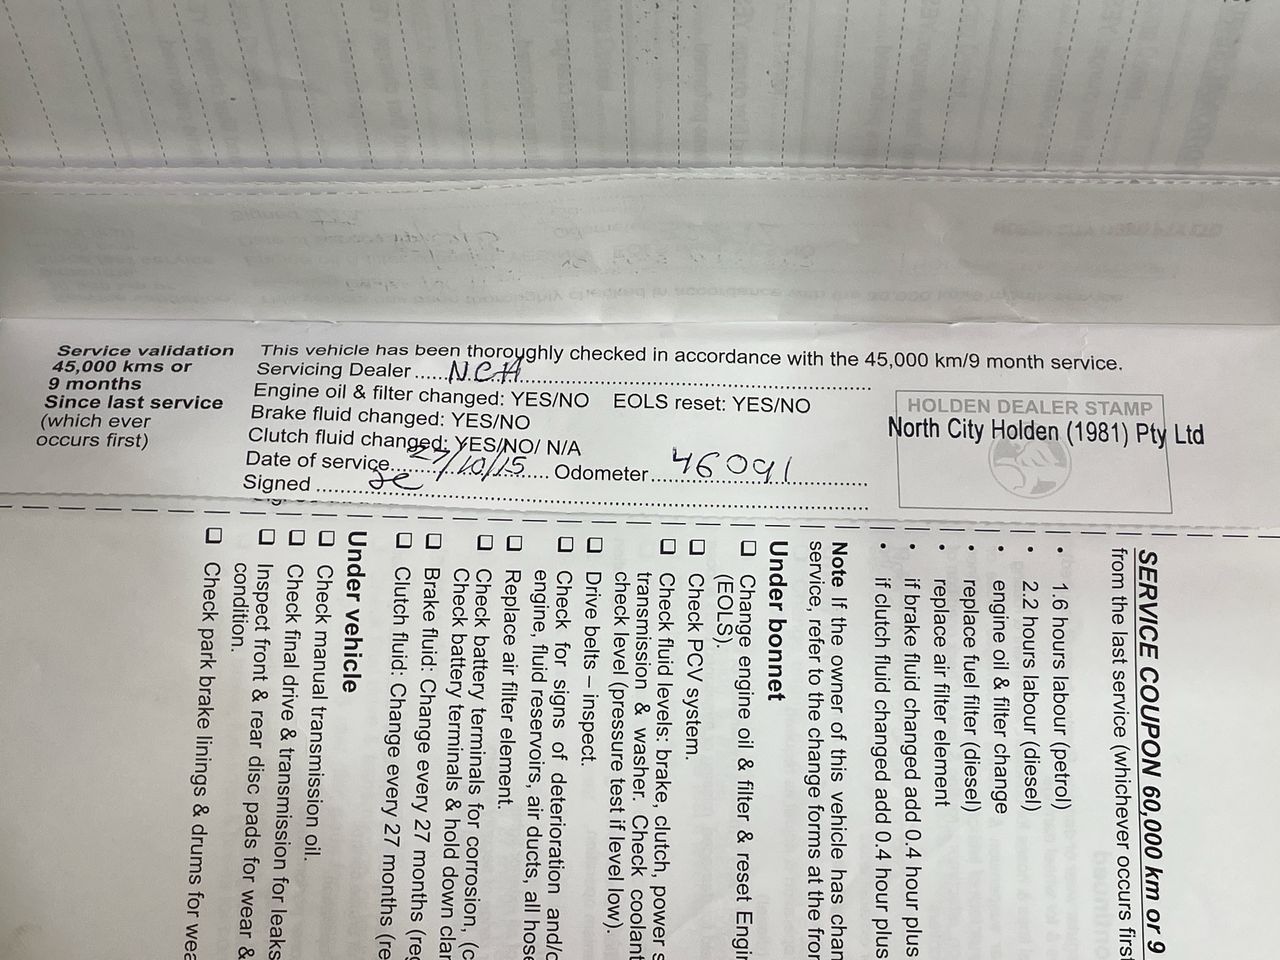 Service validation
45,000 kms or
9 months
Since last service
(which ever
occurs first)
This vehicle has been thoroughly checked in accordance with the 45,000 km/9 month service.
Servicing Dealer ...... N.C.H
Engine oil & filter changed: YES/NO EOLS reset: YES/NO
Brake fluid changed: YES/NO
Clutch fluid changed: YES/NO/ N/A
Date of service... 27/10/15 Odometer... 46091
Signed
HOLDEN DEALER STAMP
North City Holden (1981) Pty Ltd
SERVICE COUPON 60,000 km or 9
from the last service (whichever occurs first
• 1.6 hours labour (petrol)
• 2.2 hours labour (diesel)
• engine oil & filter change
• replace fuel filter (diesel)
• replace air filter element
• if brake fluid changed add 0.4 hour plus
• if clutch fluid changed add 0.4 hour plus
Note If the owner of this vehicle has chan
service, refer to the change forms at the fron
Under bonnet
❑ Change engine oil & filter & reset Engin
(EOLS).
❑ Check PCV system.
❑ Check fluid levels: brake, clutch, power s
transmission & washer. Check coolant
check level (pressure test if level low).
❑ Drive belts – inspect.
❑ Check for signs of deterioration and/o
engine, fluid reservoirs, air ducts, all hose
❑ Replace air filter element.
❑ Check battery terminals for corrosion, (c
Check battery terminals & hold down clam
❑ Brake fluid: Change every 27 months (reg
❑ Clutch fluid: Change every 27 months (re
Under vehicle
❑ Check manual transmission oil.
❑ Check final drive & transmission for leaks
❑ Inspect front & rear disc pads for wear &
condition.
❑ Check park brake linings & drums for wea